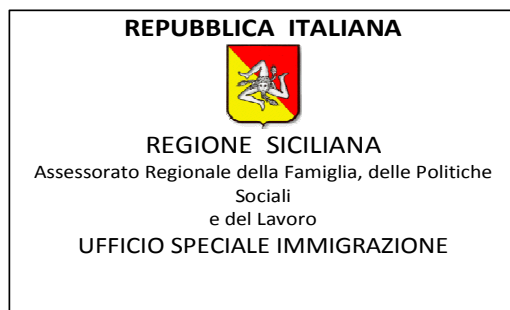 REPUBBLICA ITALIANA
REGIONE SICILIANA
Assessorato Regionale della Famiglia, delle Politiche
Sociali
e del Lavoro
UFFICIO SPECIALE IMMIGRAZIONE